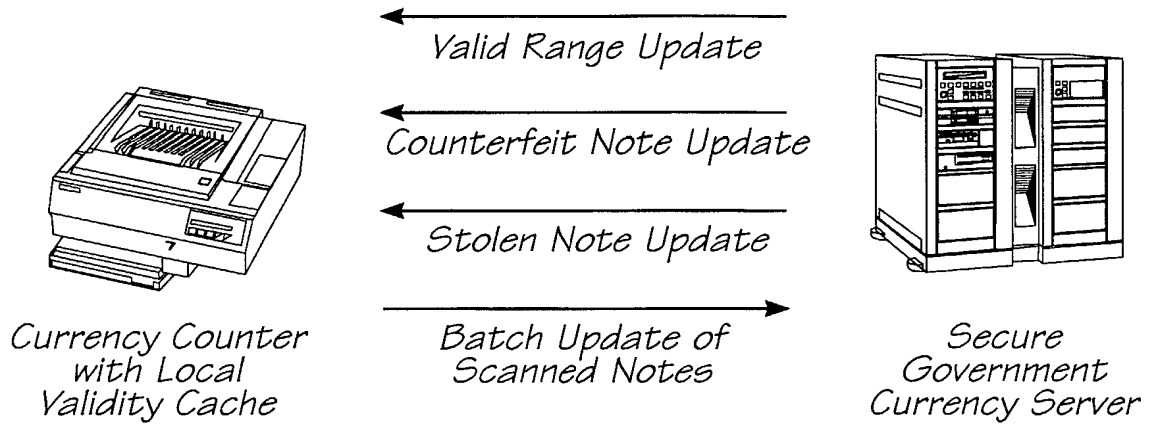 Valid Range Update
Counterfeit Note Update
Stolen Note Update
Batch Update of
Scanned Notes
Currency Counter
with Local
Validity Cache
Secure
Government
Currency Server